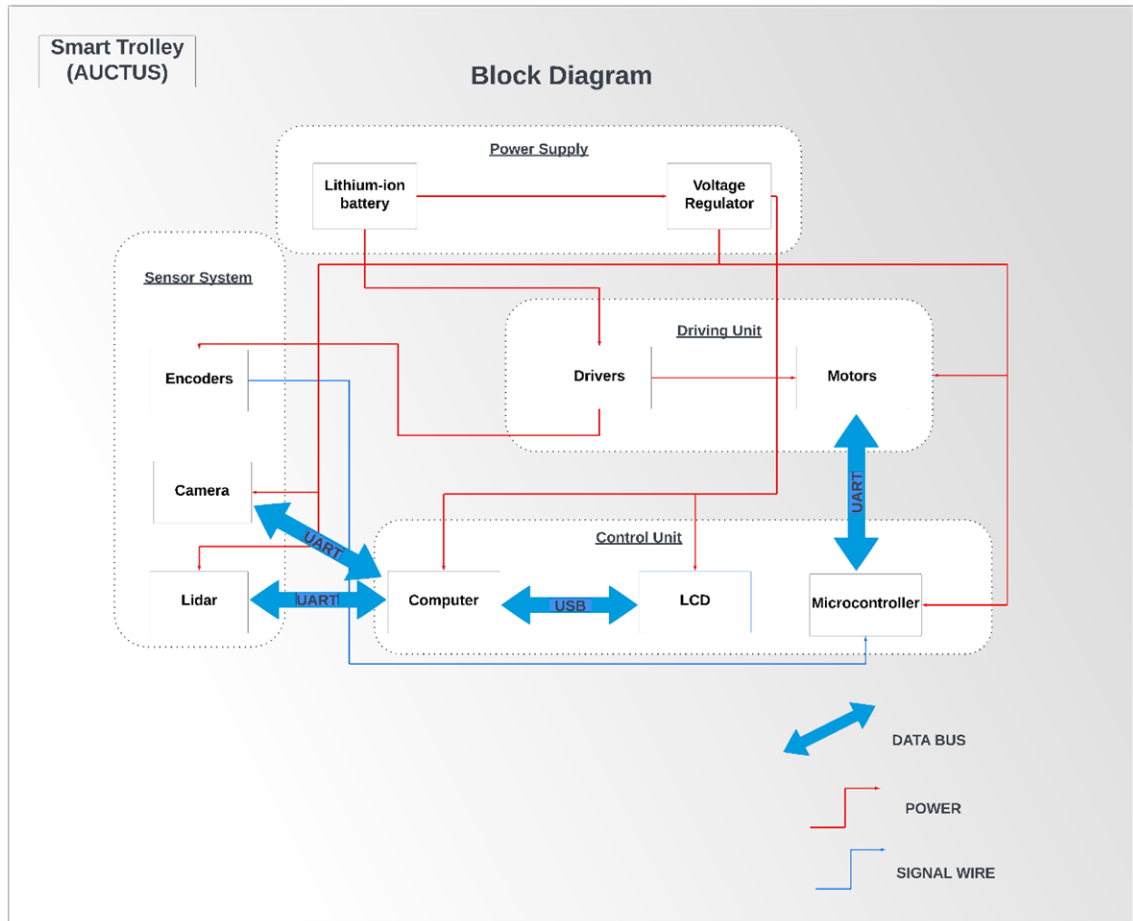 Smart Trolley
(AUCTUS)
Block Diagram
Power Supply
Lithium-ion
battery
Voltage
Regulator
Sensor System
Encoders
Camera
Lidar
Driving Unit
Drivers
Motors
UART
UART
UART
Control Unit
Computer
USB
LCD
Microcontroller
DATA BUS
POWER
SIGNAL WIRE